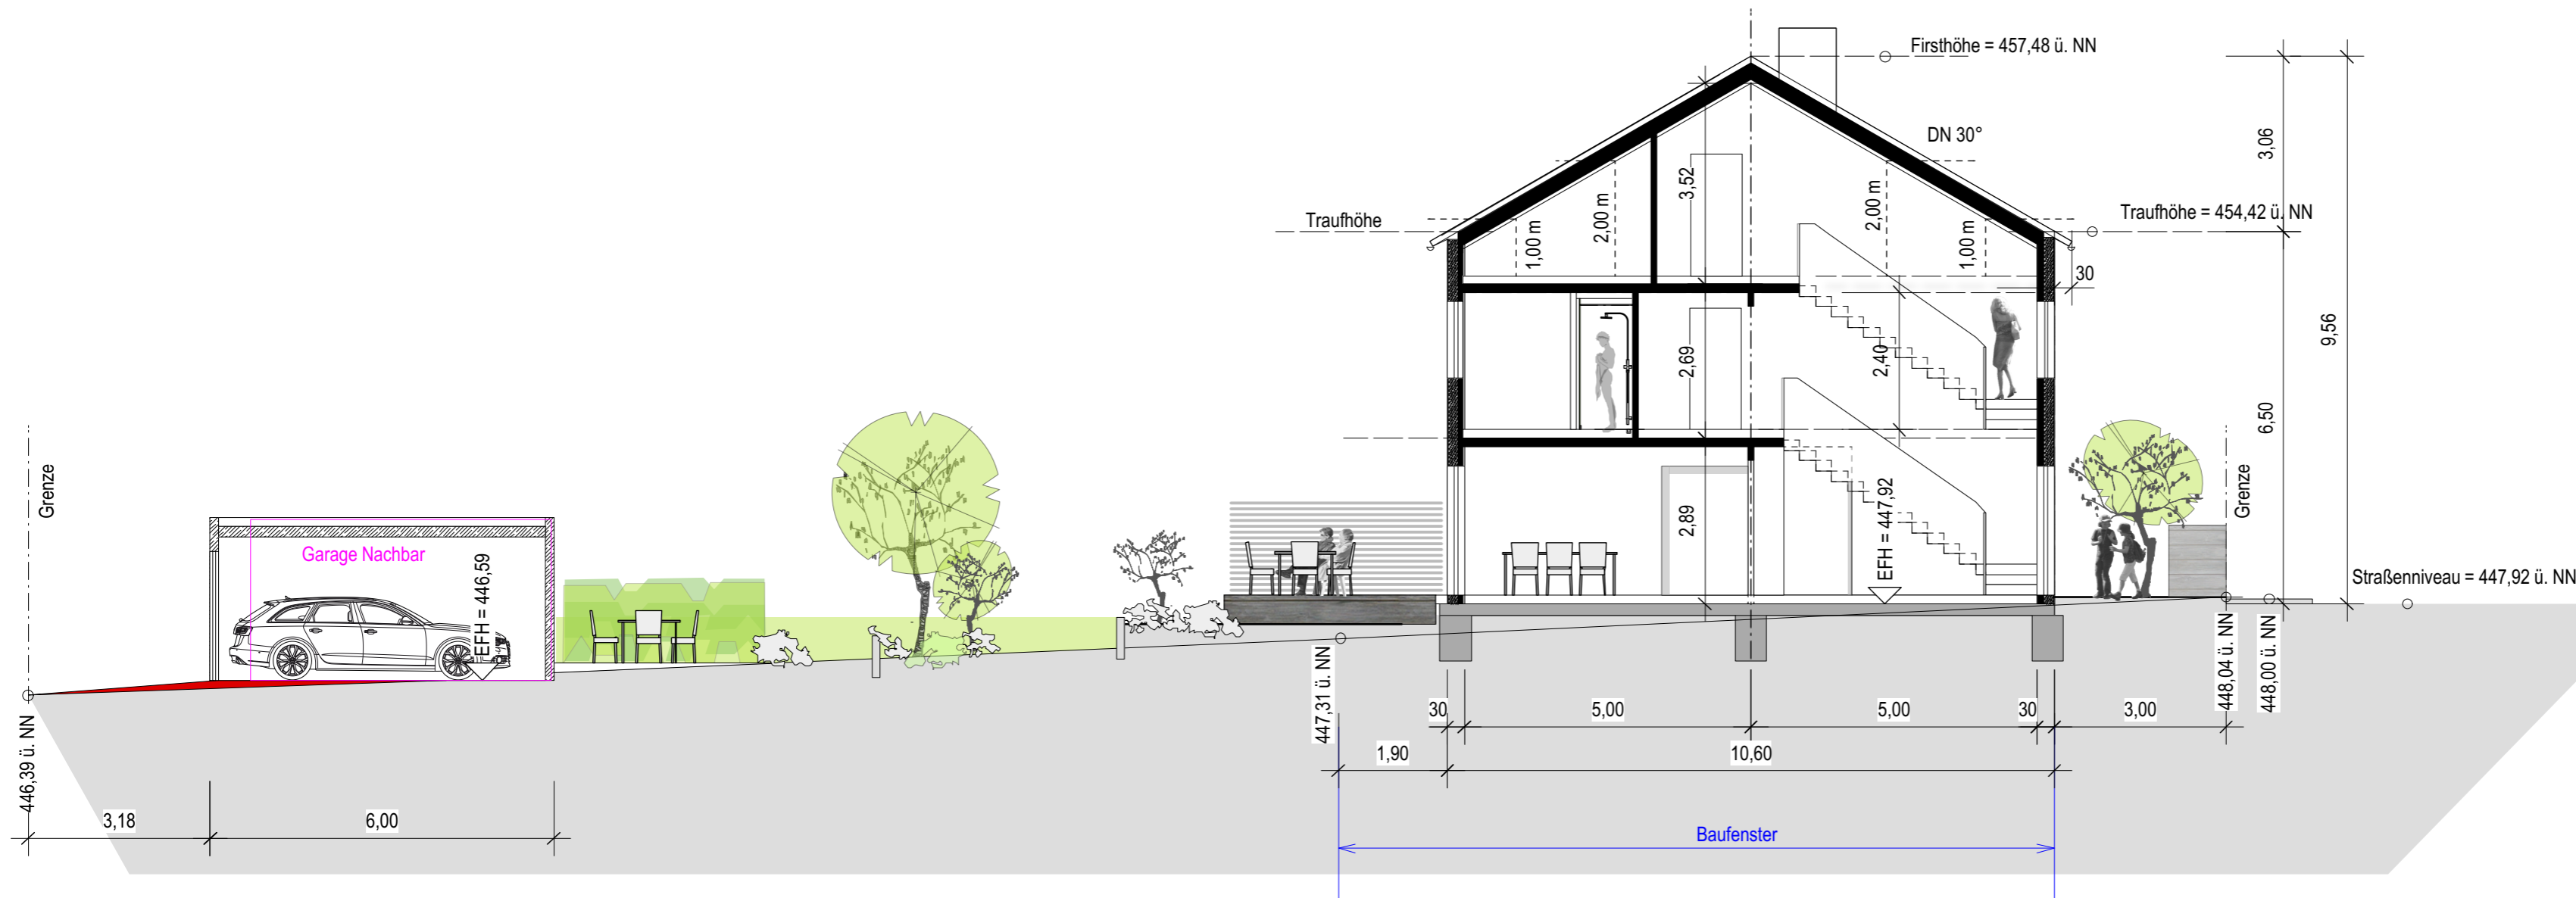 Firsthöhe = 457,48 ü. NN
DN 30°
3,06
3,52
2,00 m
2,00 m
Traufhöhe
Traufhöhe = 454,42 ü. NN
1,00 m
1,00 m
30
9,56
2,69
2,40
6,50
Grenze
Grenze
Garage Nachbar
EFH = 446,59
2,89
EFH = 447,92
Straßenniveau = 447,92 ü. NN
446,39 ü. NN
447,31 ü. NN
448,04 ü. NN
448,00 ü. NN
30
5,00
5,00
30
3,00
1,90
10,60
3,18
6,00
Baufenster